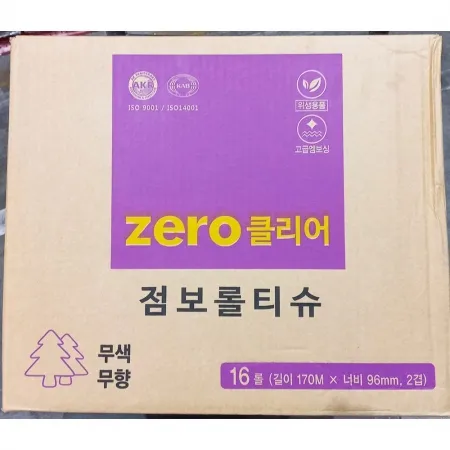 AKR
KAB
ISO 9001 / ISO14001
위생용품
고급엠보싱
zero클리어
점보롤티슈
무색
무향
16롤 (길이 170M × 너비 96mm, 2겹)